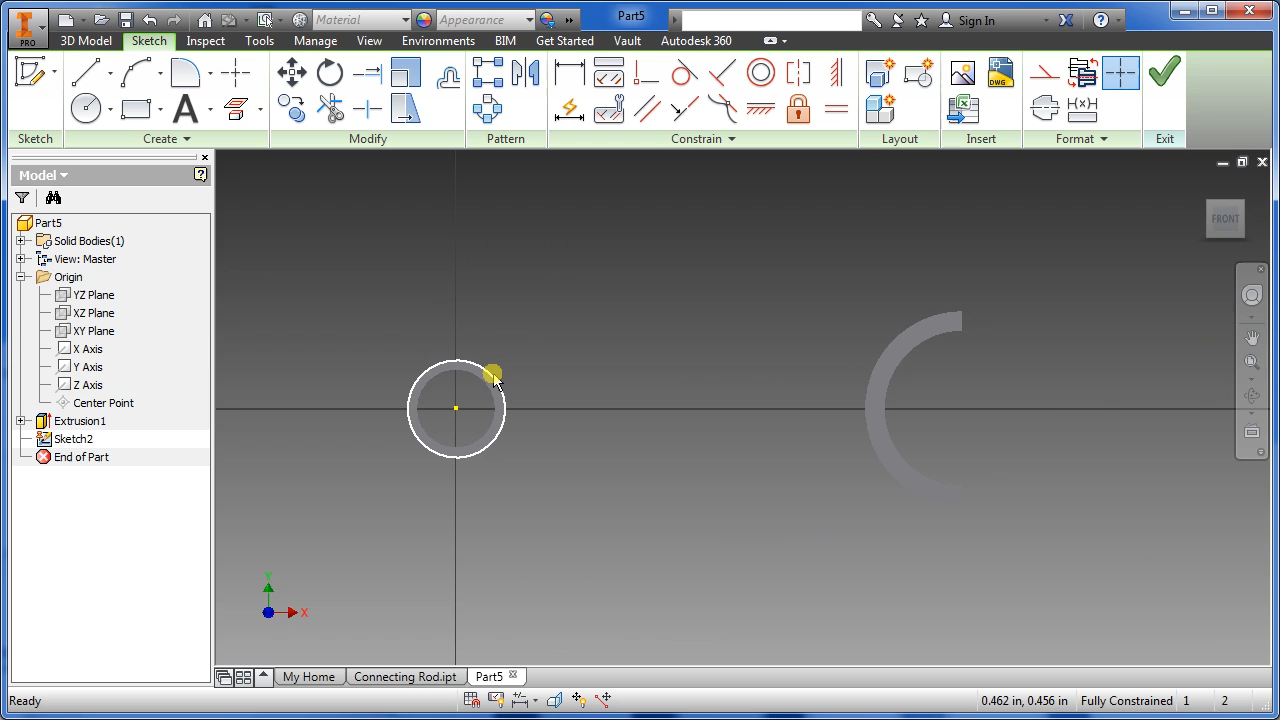 PRO
Material
Appearance
Part5
Sign In
3D Model
Sketch
Inspect
Tools
Manage
View
Environments
BIM
Get Started
Vault
Autodesk 360
DWG
Sketch
Create
Modify
Pattern
Constrain
Layout
Insert
Format
Exit
Model
Part5
Solid Bodies(1)
View: Master
Origin
YZ Plane
XZ Plane
XY Plane
X Axis
Y Axis
Z Axis
Center Point
Extrusion1
Sketch2
End of Part
FRONT
Y
X
My Home
Connecting Rod.ipt
Part5
Ready
0.462 in, 0.456 in
Fully Constrained
1
2